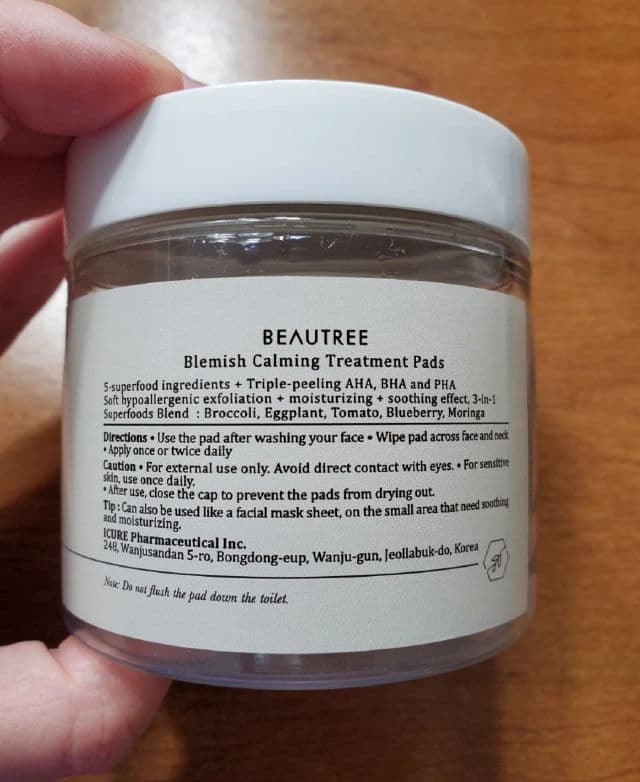 BEAUTREE
Blemish Calming Treatment Pads
5-superfood ingredients + Triple-peeling AHA, BHA and PHA
Soft hypoallergenic exfoliation + moisturizing + soothing effect, 3-in-1
Superfoods Blend : Broccoli, Eggplant, Tomato, Blueberry, Moringa
Directions • Use the pad after washing your face • Wipe pad across face and neck
• Apply once or twice daily
Caution • For external use only. Avoid direct contact with eyes. • For sensitive
skin, use once daily.
• After use, close the cap to prevent the pads from drying out.
Tip : Can also be used like a facial mask sheet, on the small area that need soothing
and moisturizing.
ICURE Pharmaceutical Inc.
248, Wanjusandan 5-ro, Bongdong-eup, Wanju-gun, Jeollabuk-do, Korea
Note: Do not flush the pad down the toilet.